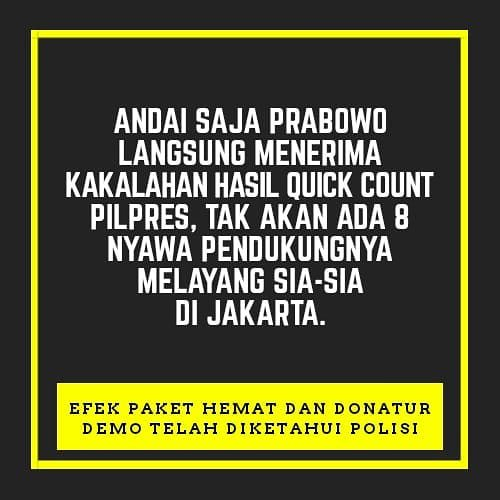 ANDAI SAJA PRABOWO
LANGSUNG MENERIMA
KAKALAHAN HASIL QUICK COUNT
PILPRES, TAK AKAN ADA 8
NYAWA PENDUKUNGNYA
MELAYANG SIA-SIA
DI JAKARTA.
EFEK PAKET HEMAT DAN DONATUR
DEMO TELAH DIKETAHUI POLISI